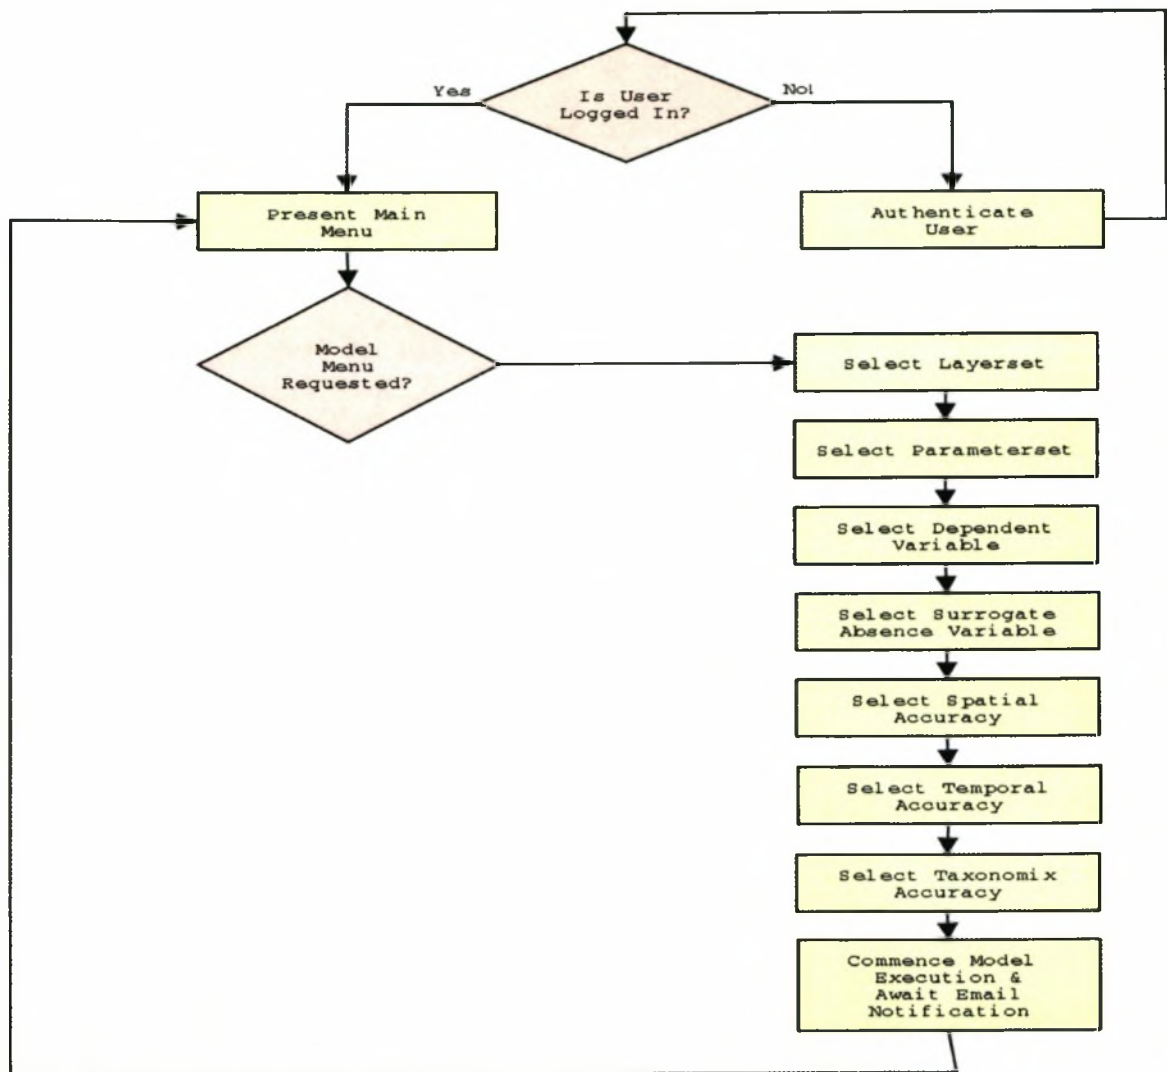 Yes
Is User
Logged In?
No!
Present Main
Menu
Authenticate
User
Model
Menu
Requested?
Select Layerset
Select Parameterset
Select Dependent
Variable
Select Surrogate
Absence Variable
Select Spatial
Accuracy
Select Temporal
Accuracy
Select Taxonomix
Accuracy
Commence Model
Execution &
Await Email
Notification